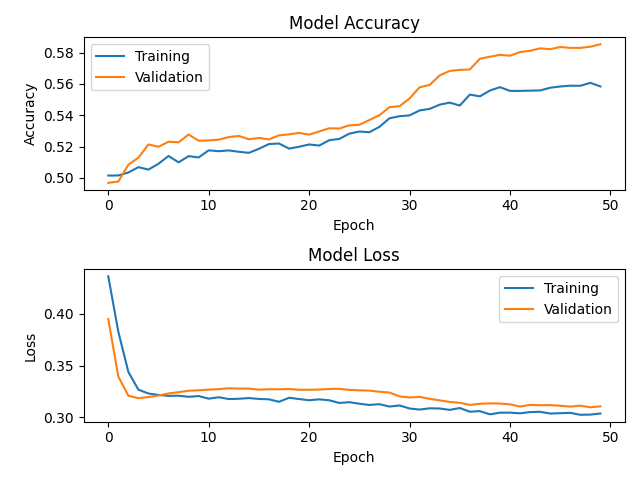 Model Accuracy
Training
Validation
0.58
0.56
0.54
0.52
0.50
Accuracy
0 10 20 30 40 50
Epoch
Model Loss
Training
Validation
0.40
0.35
0.30
Loss
0 10 20 30 40 50
Epoch